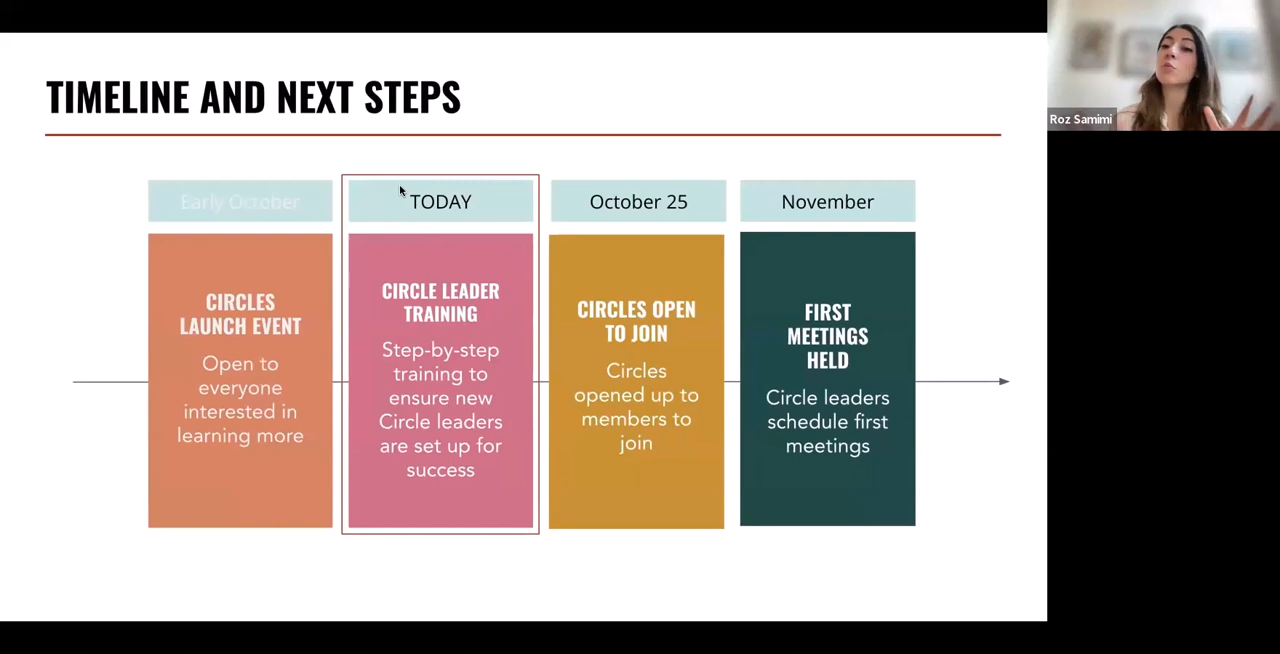 TIMELINE AND NEXT STEPS
Roz Samimi
Early October
TODAY
October 25
November
CIRCLES
LAUNCH EVENT
Open to
everyone
interested in
learning more
CIRCLE LEADER
TRAINING
Step-by-step
training to
ensure new
Circle leaders
are set up for
success
CIRCLES OPEN
TO JOIN
Circles
opened up to
members to
join
FIRST
MEETINGS
HELD
Circle leaders
schedule first
meetings